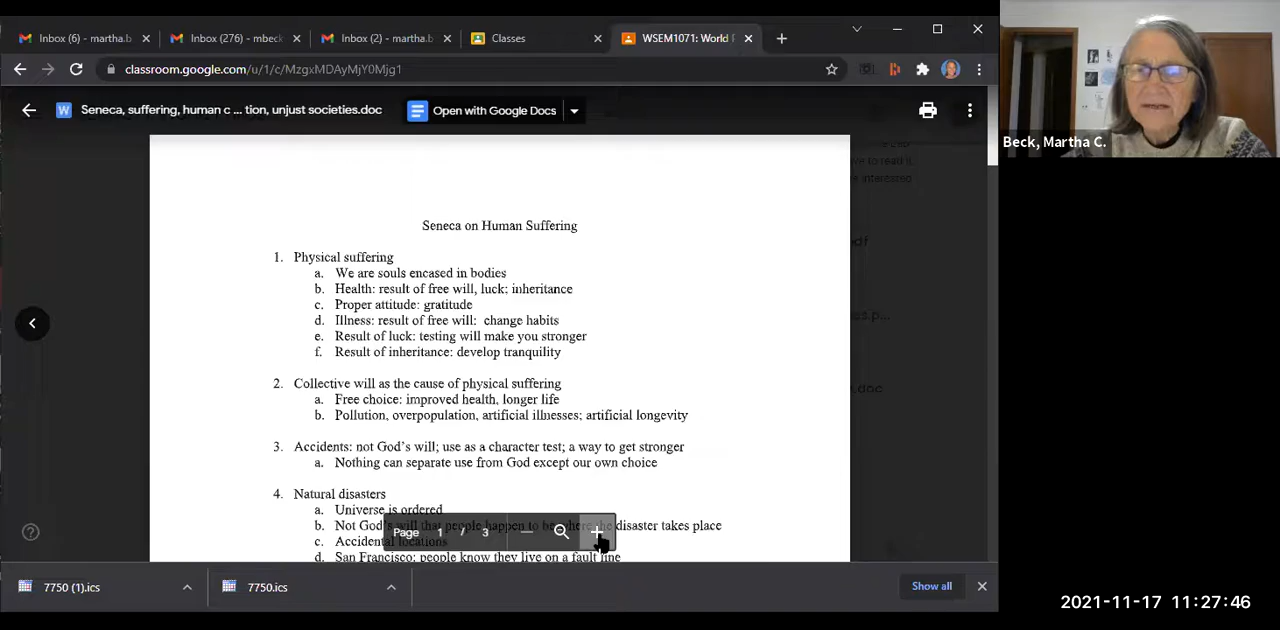 Inbox (6) - martha.b
Inbox (276) - mbeck
Inbox (2) - martha.b
Classes
WSEM1071: World
classroom.google.com/u/1/c/MzgxMDAyMjY0Mjg1
Seneca, suffering, human c ... tion, unjust societies.doc
Open with Google Docs
Beck, Martha C.
Seneca on Human Suffering
1. Physical suffering
a. We are souls encased in bodies
b. Health: result of free will, luck; inheritance
c. Proper attitude: gratitude
d. Illness: result of free will: change habits
e. Result of luck: testing will make you stronger
f. Result of inheritance: develop tranquility
2. Collective will as the cause of physical suffering
a. Free choice: improved health, longer life
b. Pollution, overpopulation, artificial illnesses; artificial longevity
3. Accidents: not God's will; use as a character test; a way to get stronger
a. Nothing can separate use from God except our own choice
4. Natural disasters
a. Universe is ordered
b. Not God's will that people happen to be where the disaster takes place
c. Accidental locations
d. San Francisco: people know they live on a fault line
Page 1 / 3
7750 (1).ics
7750.ics
Show all
2021-11-17 11:27:46